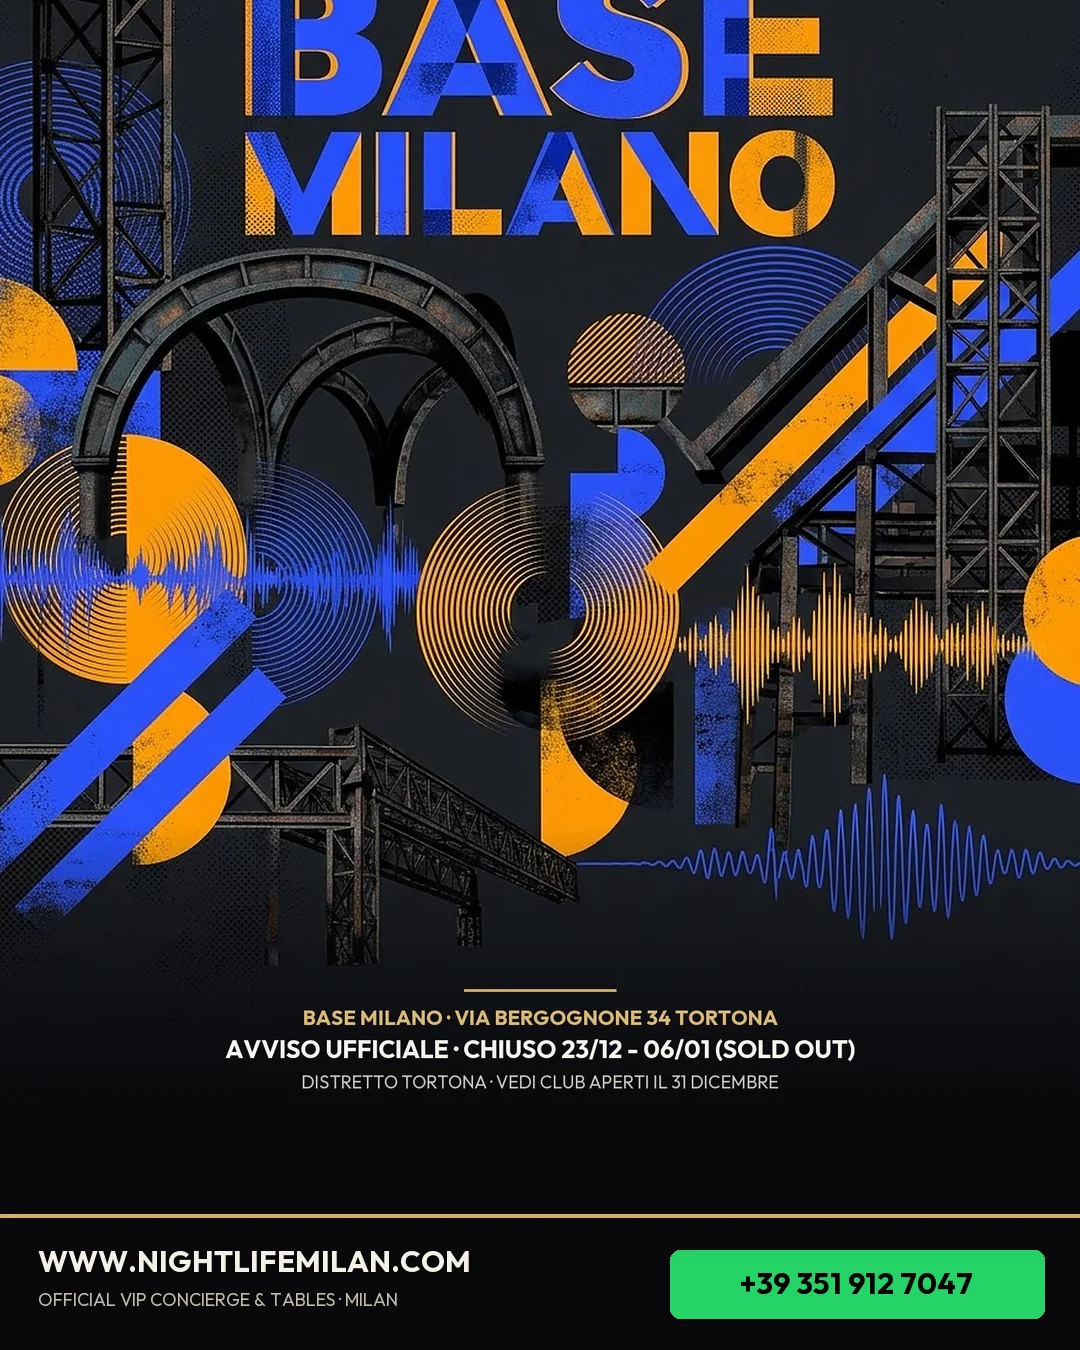 BASE
MILANO
BASE MILANO · VIA BERGOGNONE 34 TORTONA
AVVISO UFFICIALE · CHIUSO 23/12 - 06/01 (SOLD OUT)
DISTRETTO TORTONA · VEDI CLUB APERTI IL 31 DICEMBRE
WWW.NIGHTLIFEMILAN.COM
OFFICIAL VIP CONCIERGE & TABLES · MILAN
+39 351 912 7047